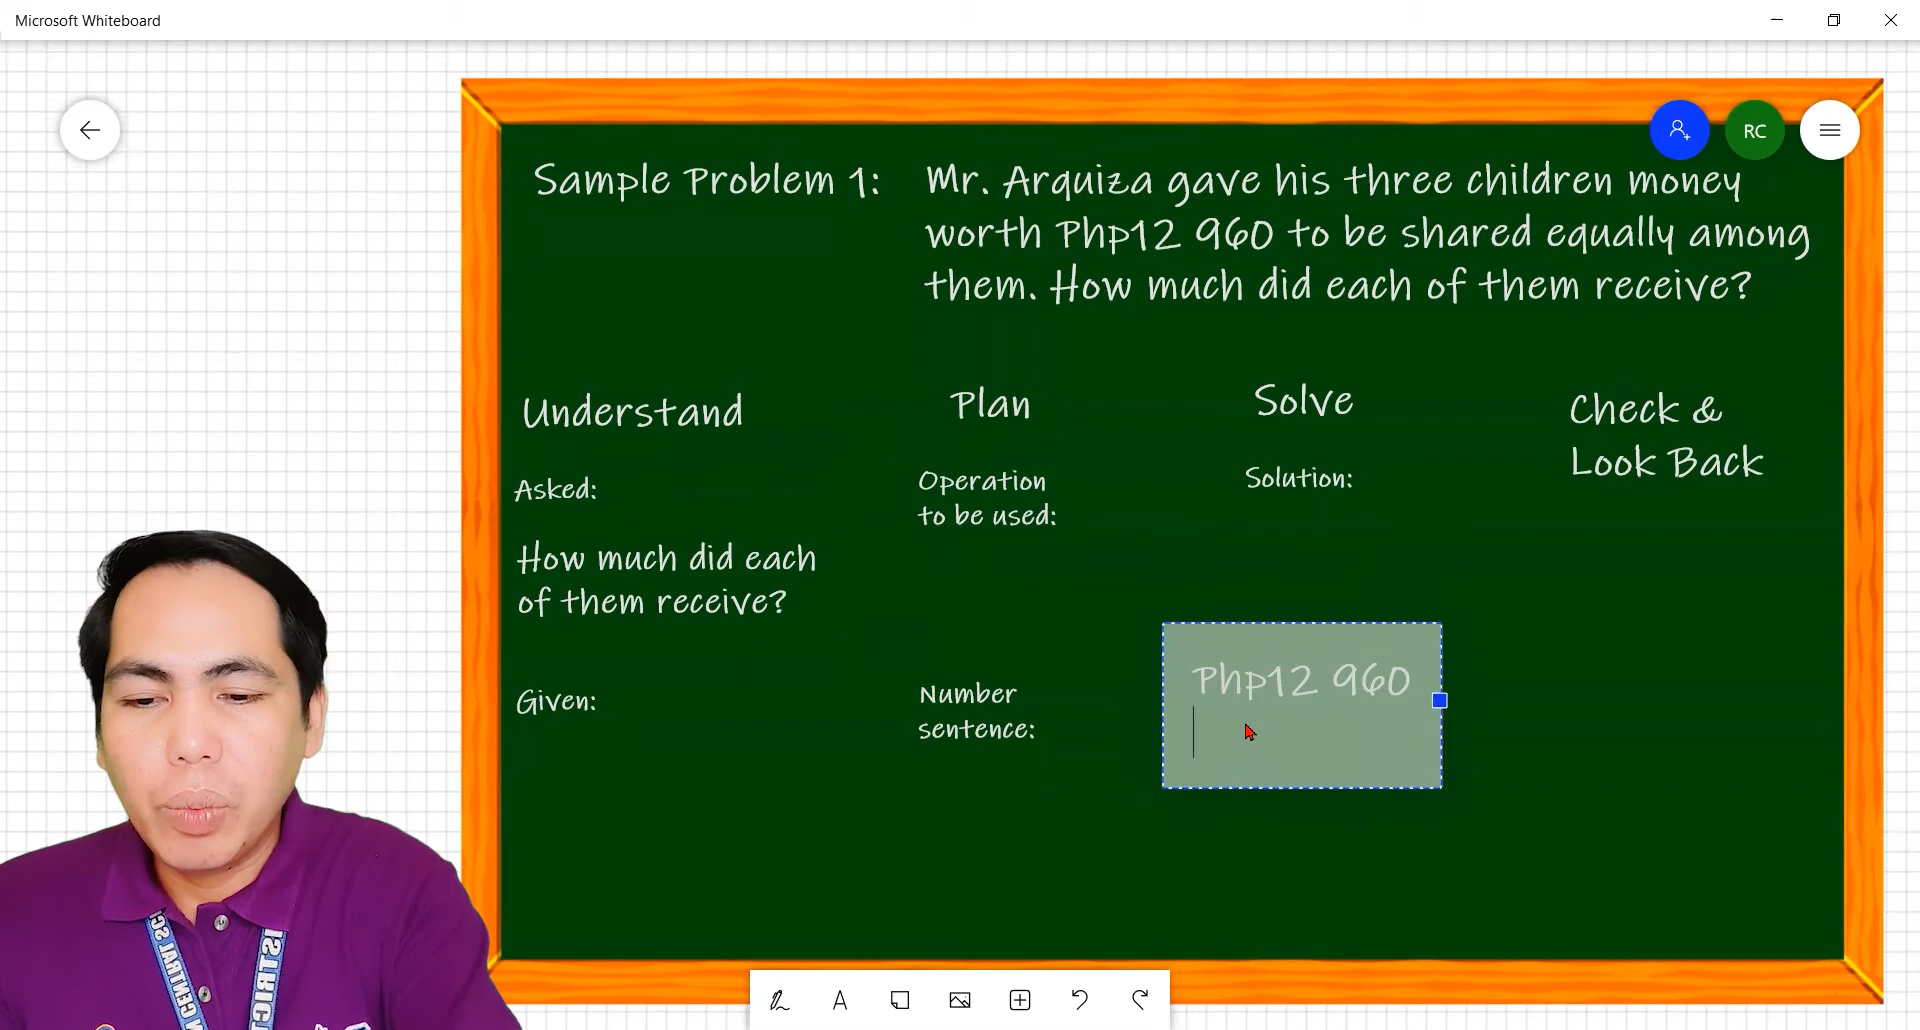 Microsoft Whiteboard
RC
Sample Problem 1:
Mr. Arquiza gave his three children money
worth Php12 960 to be shared equally among
them. How much did each of them receive?
Understand
Asked:
How much did each
of them receive?
Given:
Plan
Operation
to be used:
Number
sentence:
Solve
Solution:
Php12 960
Check &
Look Back